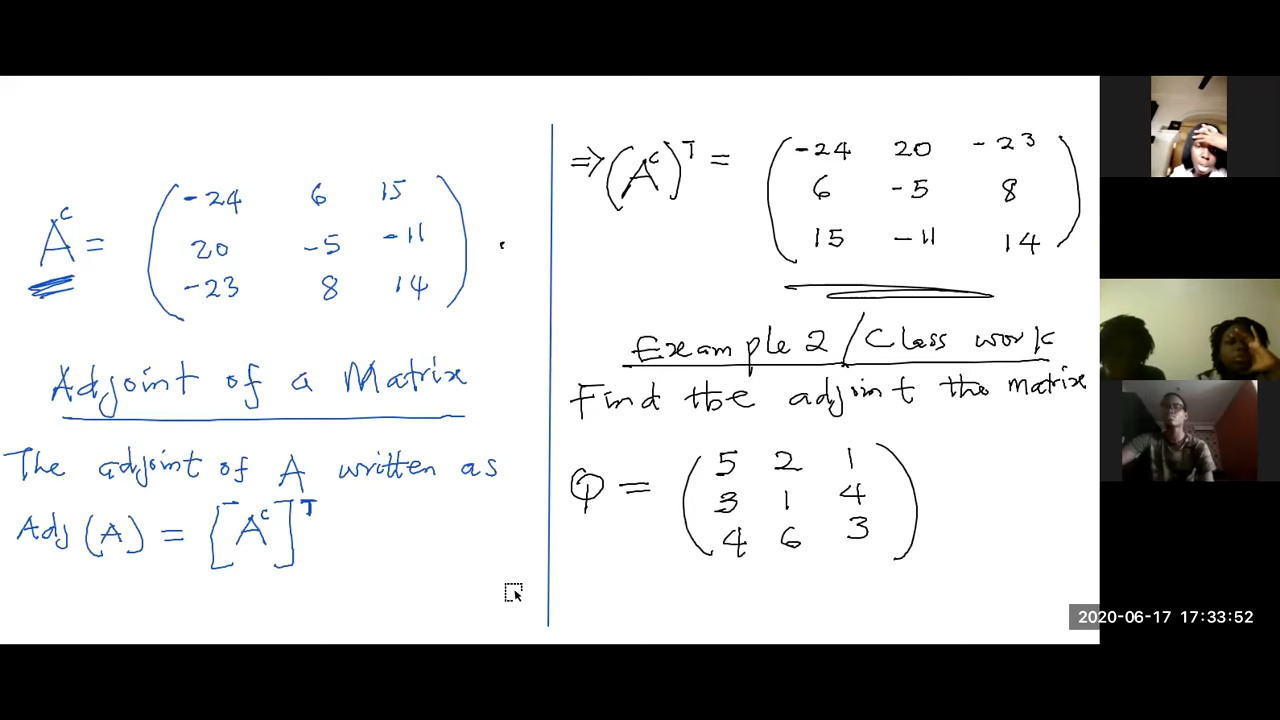 A^c = ( -24 6 15
20 -5 -11
-23 8 14 ) .
Adjoint of a Matrix
The adjoint of A written as
Adj (A) = [A^c]^T
⇒ (A^c)^T = ( -24 20 -23
6 -5 8
15 -11 14 )
Example 2 / Class work
Find the adjoint the matrix
Q = ( 5 2 1
3 1 4
4 6 3 )
2020-06-17 17:33:52